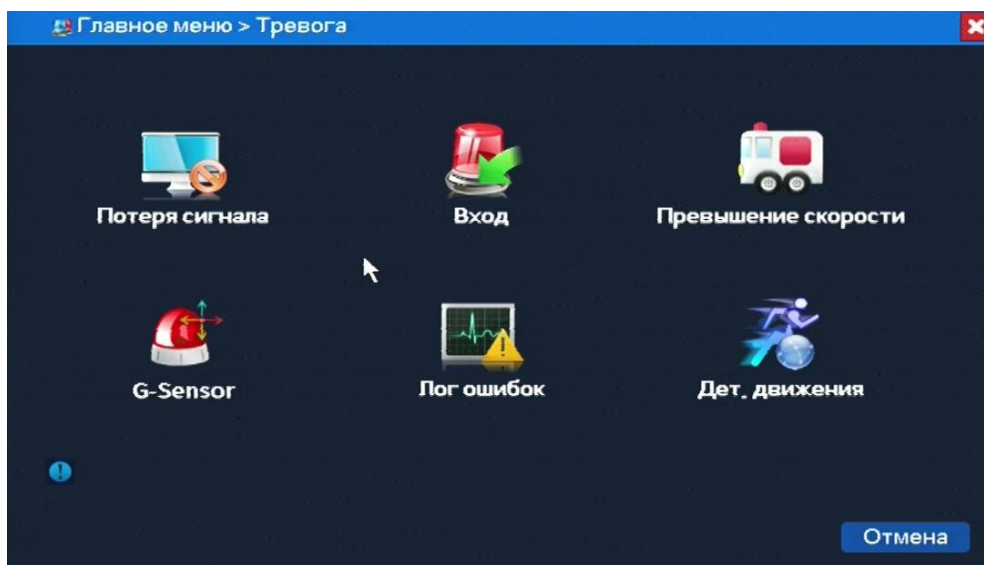 Главное меню > Тревога
Потеря сигнала
Вход
Превышение скорости
G-Sensor
Лог ошибок
Дет. движения
Отмена